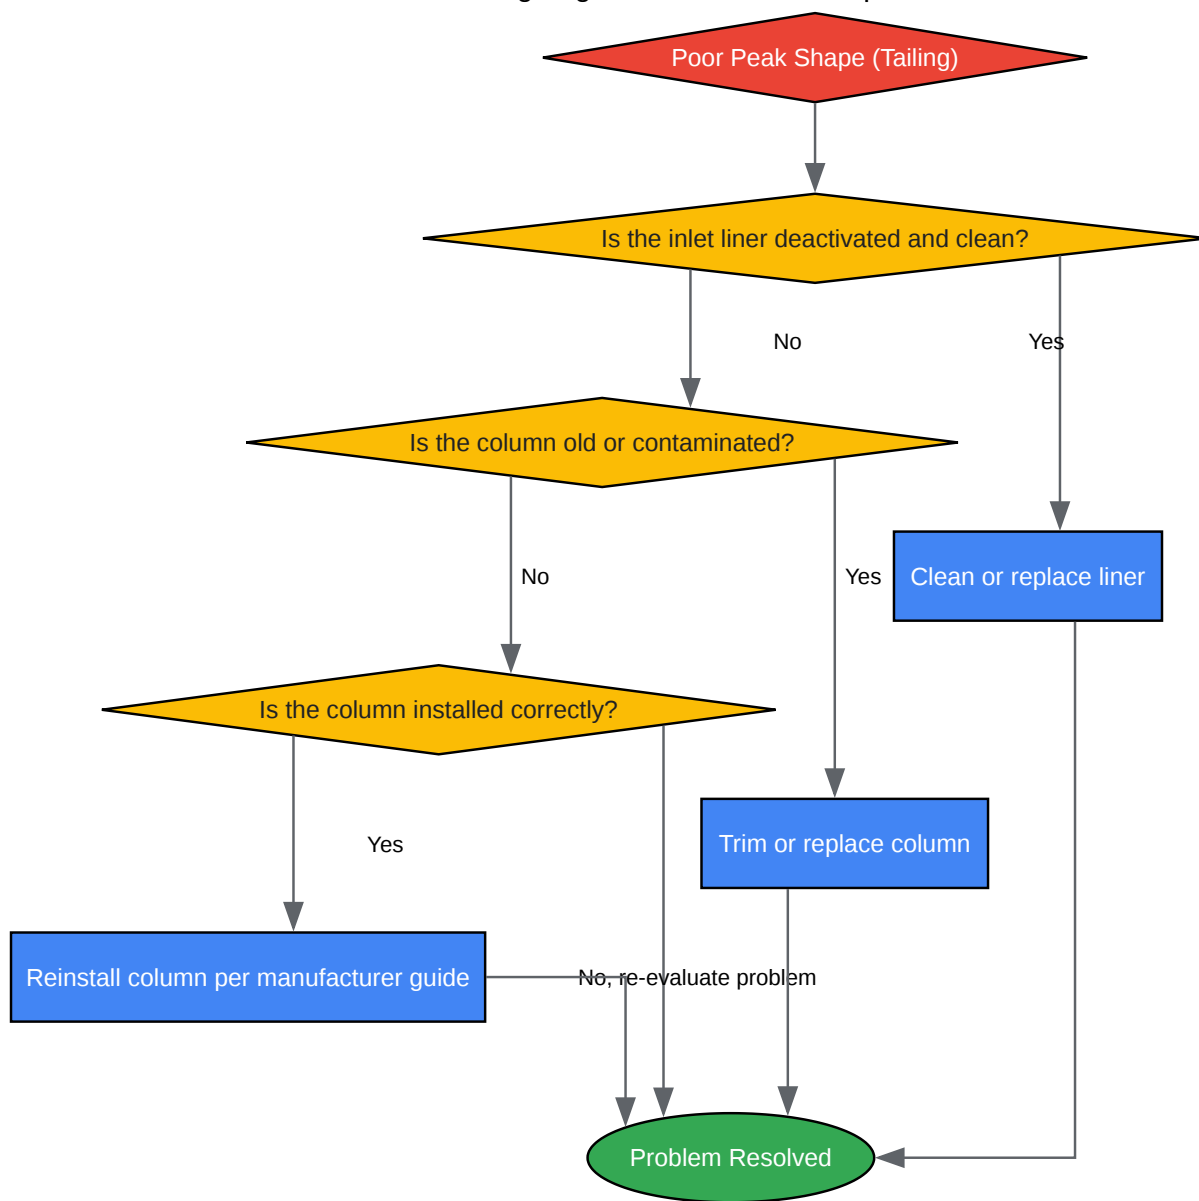 Poor Peak Shape (Tailing)
Is the inlet liner deactivated and clean?
No
Yes
Is the column old or contaminated?
No
Yes
Clean or replace liner
Is the column installed correctly?
Yes
Trim or replace column
Reinstall column per manufacturer guide
No, re-evaluate problem
Problem Resolved